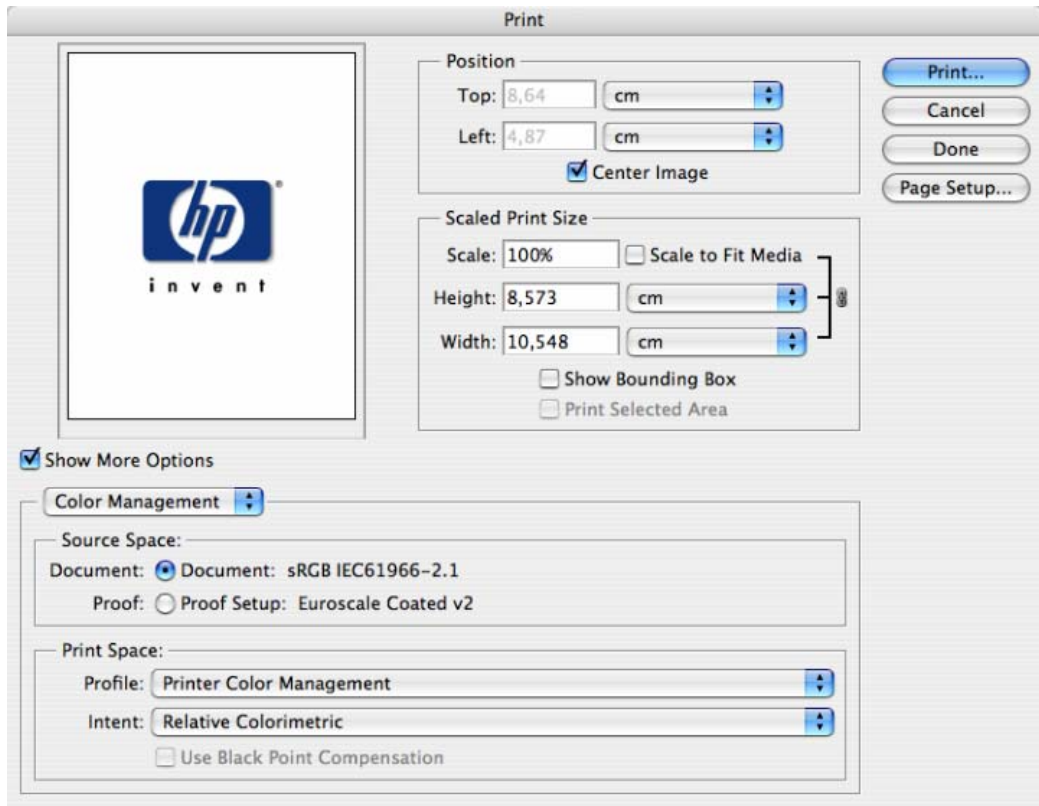 Print
Position
Top: 8,64 cm
Left: 4,87 cm
Center Image
Print...
Cancel
Done
Page Setup...
hp
invent
Scaled Print Size
Scale: 100% Scale to Fit Media
Height: 8,573 cm
Width: 10,548 cm
Show Bounding Box
Print Selected Area
Show More Options
Color Management
Source Space:
Document: Document: sRGB IEC61966-2.1
Proof: Proof Setup: Euroscale Coated v2
Print Space:
Profile: Printer Color Management
Intent: Relative Colorimetric
Use Black Point Compensation